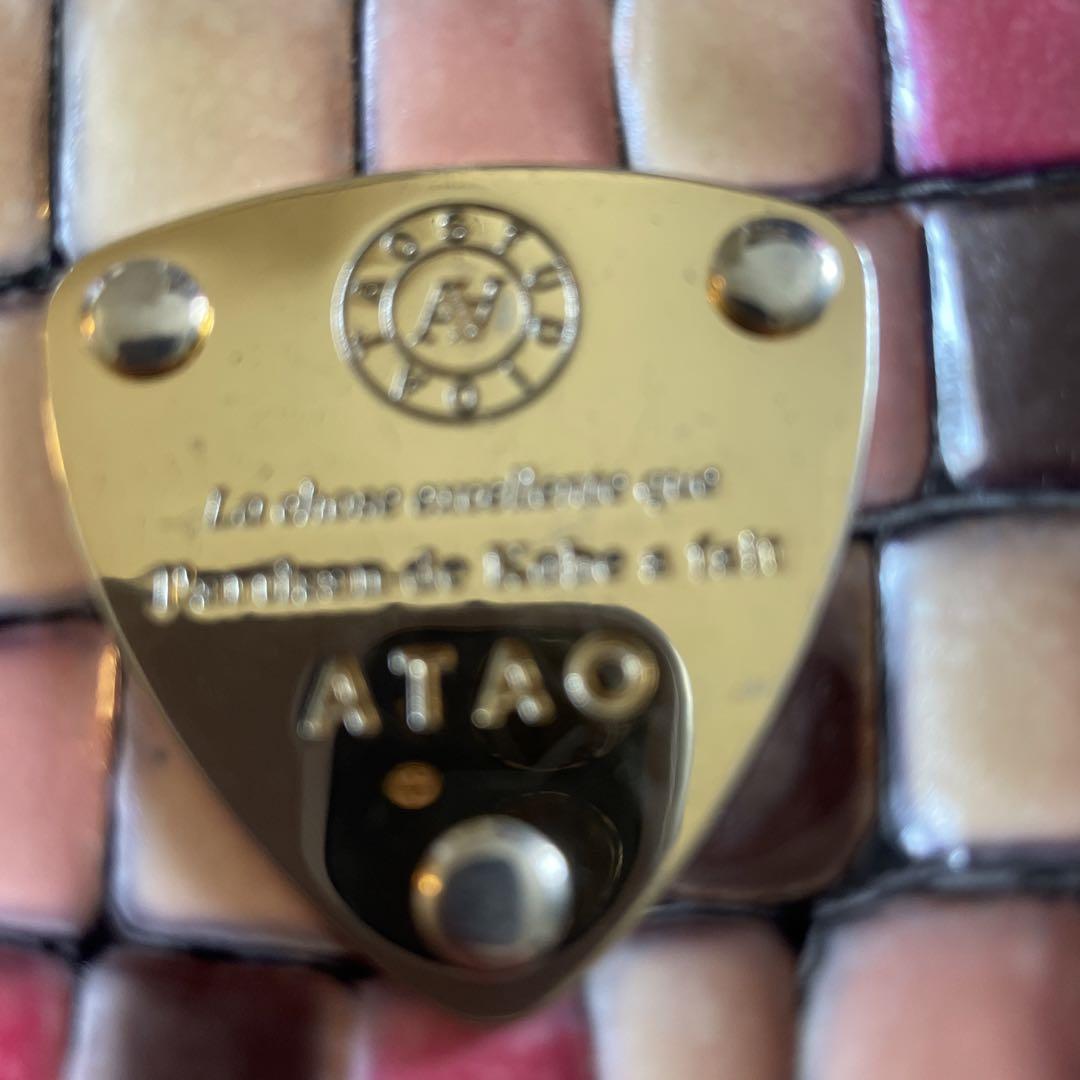 La chose excellente que
l'artisan de Kobe a fait
ATAO